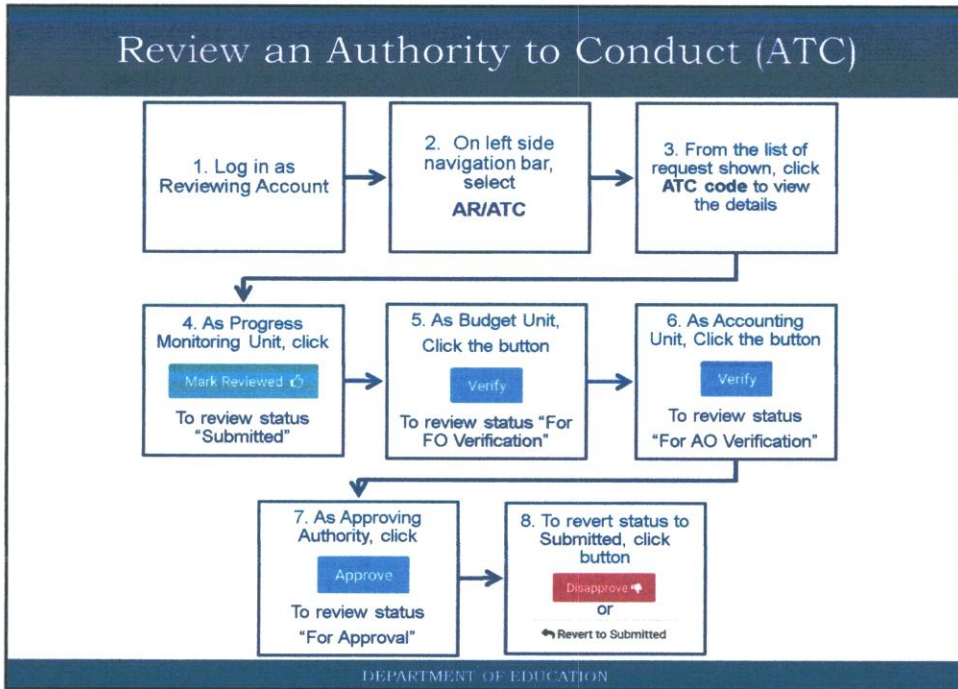 Review an Authority to Conduct (ATC)
1. Log in as
Reviewing Account
2. On left side
navigation bar,
select
AR/ATC
3. From the list of
request shown, click
ATC code to view
the details
4. As Progress
Monitoring Unit, click
Mark Reviewed
To review status
"Submitted"
5. As Budget Unit,
Click the button
Verify
To review status "For
FO Verification"
6. As Accounting
Unit, Click the button
Verify
To review status
"For AO Verification"
7. As Approving
Authority, click
Approve
To review status
"For Approval"
8. To revert status to
Submitted, click
button
Disapprove
or
Revert to Submitted
DEPARTMENT OF EDUCATION